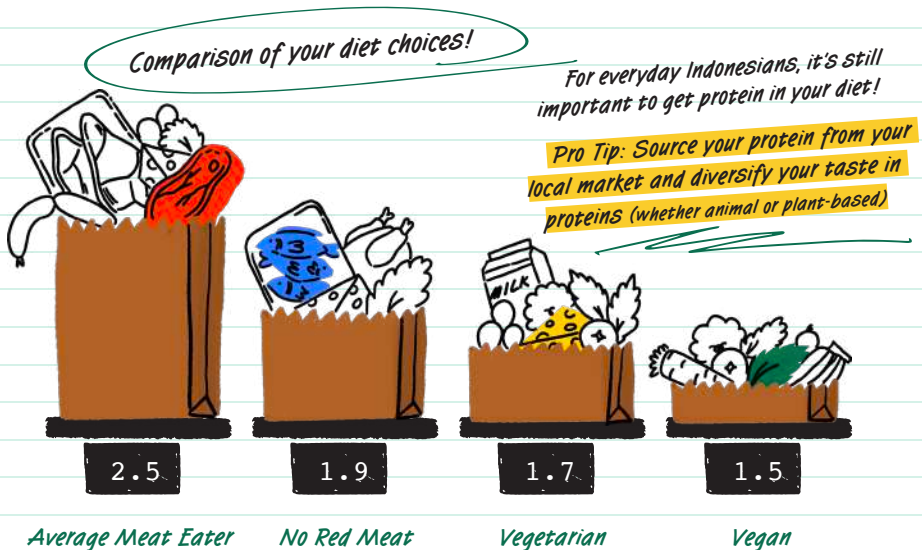 Comparison of your diet choices!
For everyday Indonesians, it's still
important to get protein in your diet!
Pro Tip: Source your protein from your
local market and diversify your taste in
proteins (whether animal or plant-based)
MILK
2.5
1.9
1.7
1.5
Average Meat Eater
No Red Meat
Vegetarian
Vegan